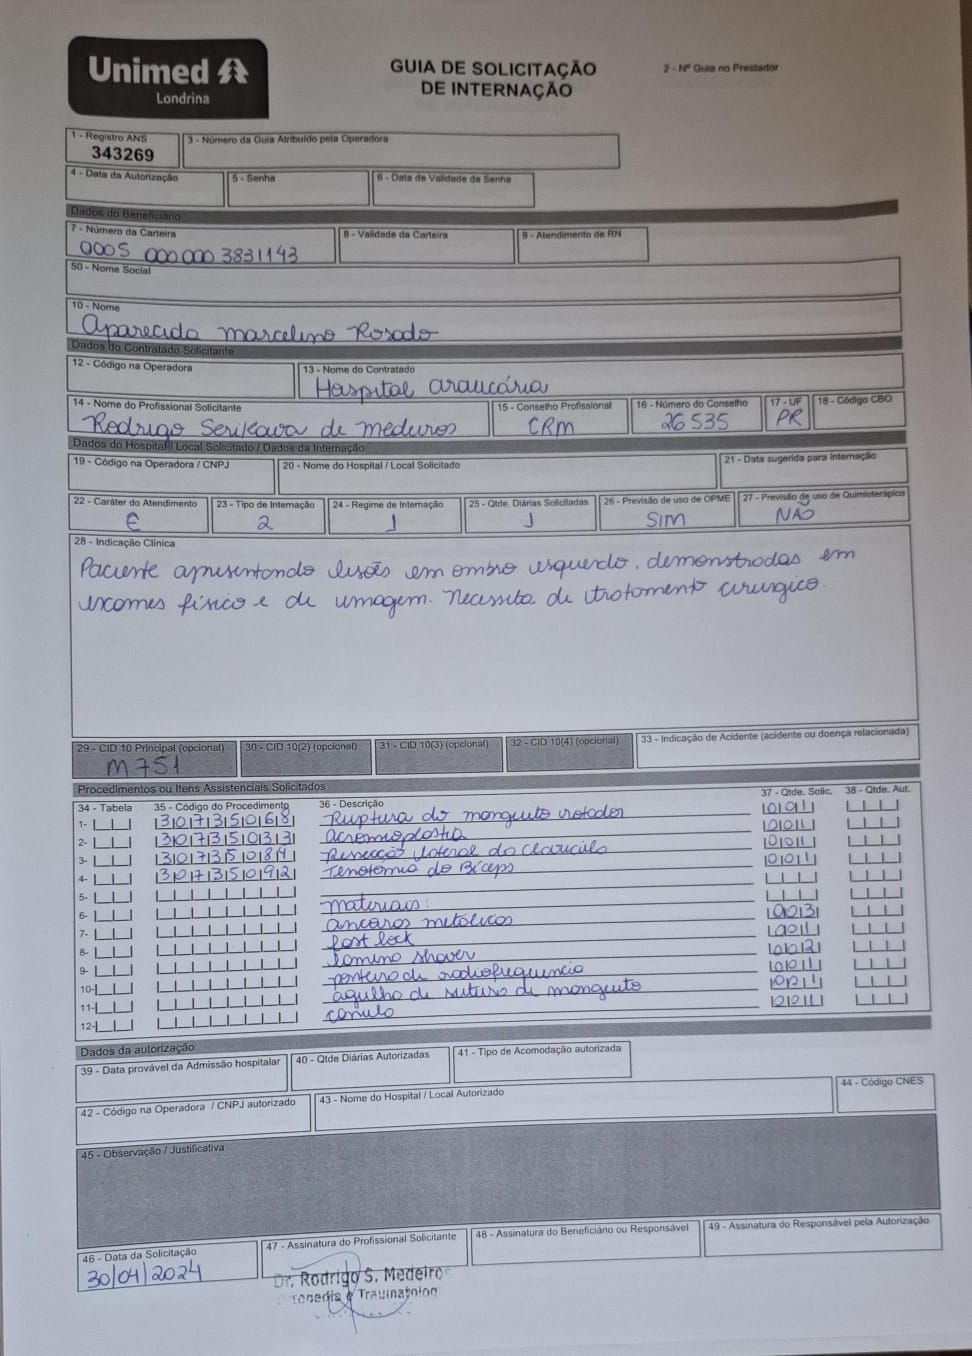 Unimed
Londrina
GUIA DE SOLICITAÇÃO
DE INTERNAÇÃO
2 - Nº Guia no Prestador
1 - Registro ANS
343269
3 - Número da Guia Atribuído pela Operadora
4 - Data da Autorização
5 - Senha
6 - Data de Validade da Senha
Dados do Beneficiário
7 - Número da Carteira
0005 000000 3831143
8 - Validade da Carteira
9 - Atendimento de RN
50 - Nome Social
10 - Nome
Aparecida Marcelino Rosado
Dados do Contratado Solicitante
12 - Código na Operadora
13 - Nome do Contratado
Hospital araucária
14 - Nome do Profissional Solicitante
Rodrigo Serikava de Medeiros
15 - Conselho Profissional
CRM
16 - Número do Conselho
26535
17 - UF
PR
18 - Código CBO
Dados do Hospital / Local Solicitado / Dados da Internação
19 - Código na Operadora / CNPJ
20 - Nome do Hospital / Local Solicitado
21 - Data sugerida para Internação
22 - Caráter do Atendimento
E
23 - Tipo de Internação
2
24 - Regime de Internação
1
25 - Qtde. Diárias Solicitadas
1
26 - Previsão de uso de OPME
SIM
27 - Previsão de uso de Quimioterápico
NÃO
28 - Indicação Clínica
Paciente apresentando lesões em ombro esquerdo, demonstradas em
exames físico e de imagem. Necessita de tratamento cirurgico.
29 - CID 10 Principal (opcional)
M751
30 - CID 10(2) (opcional)
31 - CID 10(3) (opcional)
32 - CID 10(4) (opcional)
33 - Indicação de Acidente (acidente ou doença relacionada)
Procedimentos ou Itens Assistenciais Solicitados
34 - Tabela 35 - Código do Procedimento 36 - Descrição 37 - Qtde. Solic. 38 - Qtde. Aut.
1- 30735068 Ruptura do manguito rotador 001
2- 30735033 acromioplastia 001
3- 30735084 Ressecção lateral da clavicula 001
4- 30735092 Tenotomia do Biceps 001
5-
6- materiais:
7- ancoras metálicas 003
8- fast lock 001
9- lamina shaver 002
10- ponteira de radiofrequencia 001
11- agulha de sutura de manguito 001
12- canula 001
Dados da autorização
39 - Data provável da Admissão hospitalar
40 - Qtde Diárias Autorizadas
41 - Tipo de Acomodação autorizada
42 - Código na Operadora / CNPJ autorizado
43 - Nome do Hospital / Local Autorizado
44 - Código CNES
45 - Observação / Justificativa
46 - Data da Solicitação
30/04/2024
47 - Assinatura do Profissional Solicitante
Dr. Rodrigo S. Medeiros
48 - Assinatura do Beneficiário ou Responsável
49 - Assinatura do Responsável pela Autorização